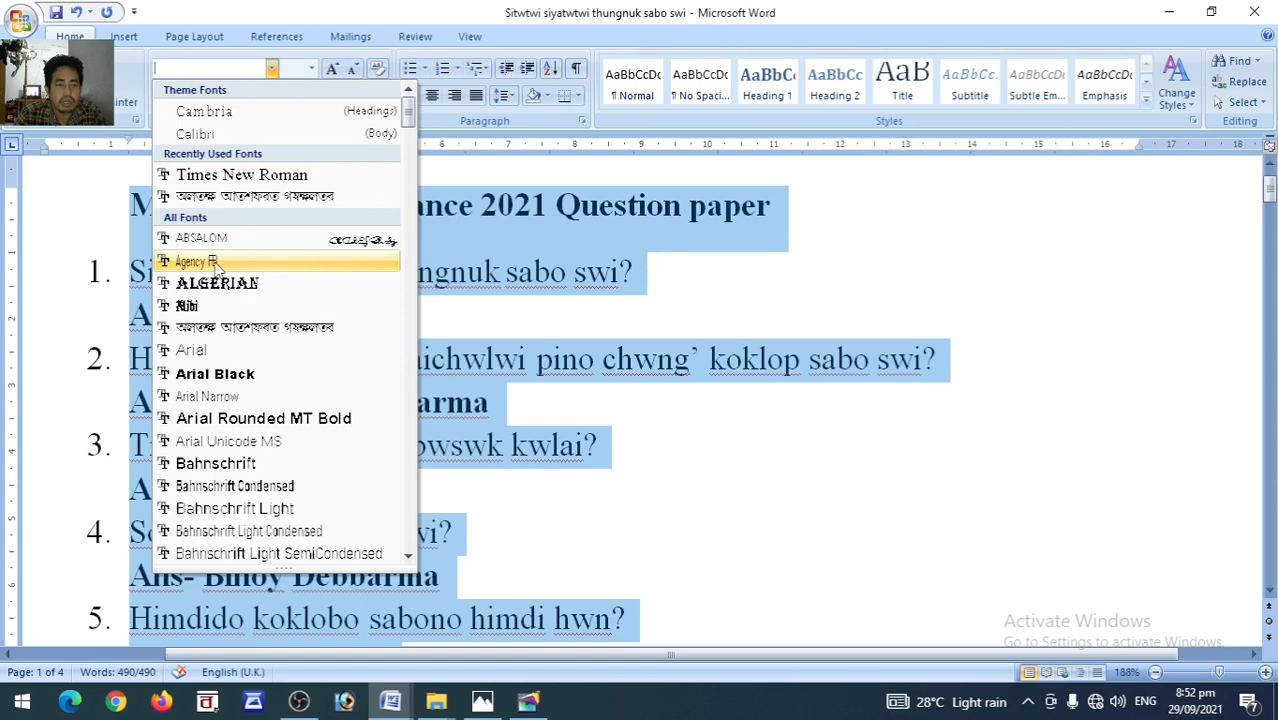 Sitwtwi siyatwtwi thungnuk sabo swi - Microsoft Word
Home Insert Page Layout References Mailings Review View
AaBbCcDc AaBbCcDc AaBbCc AaBbCc AaB AaBbCc. AaBbCcDc AaBbCcDc
¶ Normal ¶ No Spaci... Heading 1 Heading 2 Title Subtitle Subtle Em... Emphasis
Change Styles
Find
Replace
Select
Paragraph Styles Editing
Theme Fonts
Cambria (Headings)
Calibri (Body)
Recently Used Fonts
Times New Roman
All Fonts
ABSALOM
Agency FB
ALGERIAN
Arial
Arial Black
Arial Narrow
Arial Rounded MT Bold
Arial Unicode MS
Bahnschrift
Bahnschrift Condensed
Bahnschrift Light
Bahnschrift Light Condensed
Bahnschrift Light SemiCondensed
2021 Question paper
1. sabo swi?
2. pino chwng’ koklop sabo swi?
3. kwlai?
4.
Ans- Binoy Debbarma
5. Himdido koklobo sabono himdi hwn?
Activate Windows
Go to Settings to activate Windows.
Page: 1 of 4 Words: 490/490 English (U.K.) 188%
28°C Light rain ENG 8:52 pm
29/09/2021